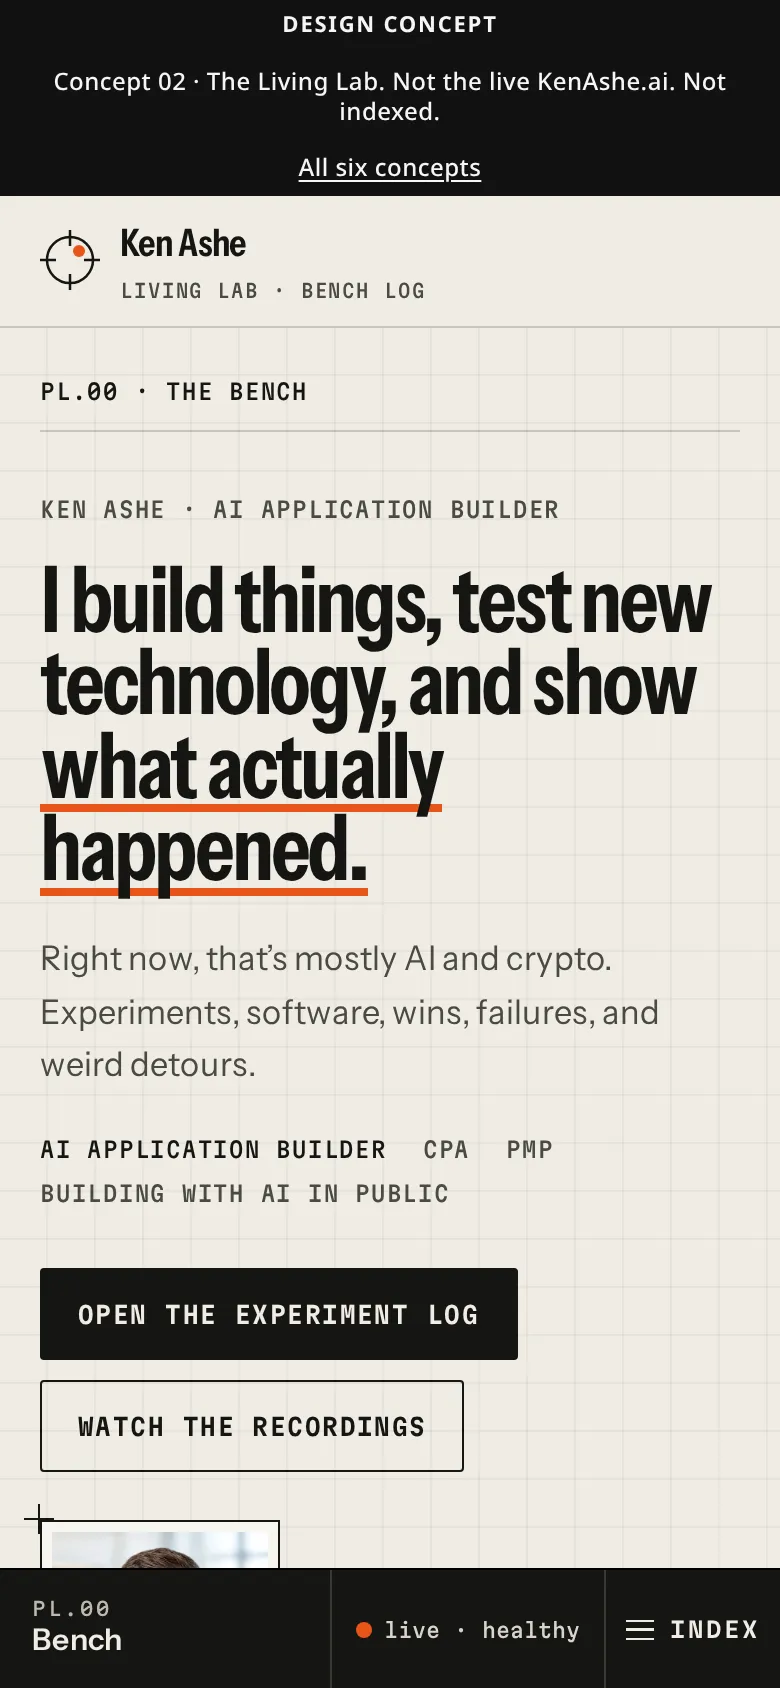 DESIGN CONCEPT
Concept 02 · The Living Lab. Not the live KenAshe.ai. Not
indexed.
All six concepts
Ken Ashe
LIVING LAB · BENCH LOG
PL.00 · THE BENCH
KEN ASHE · AI APPLICATION BUILDER
I build things, test new
technology, and show
what actually
happened.
Right now, that’s mostly AI and crypto.
Experiments, software, wins, failures, and
weird detours.
AI APPLICATION BUILDER CPA PMP
BUILDING WITH AI IN PUBLIC
OPEN THE EXPERIMENT LOG
WATCH THE RECORDINGS
PL.00
Bench
live · healthy
INDEX